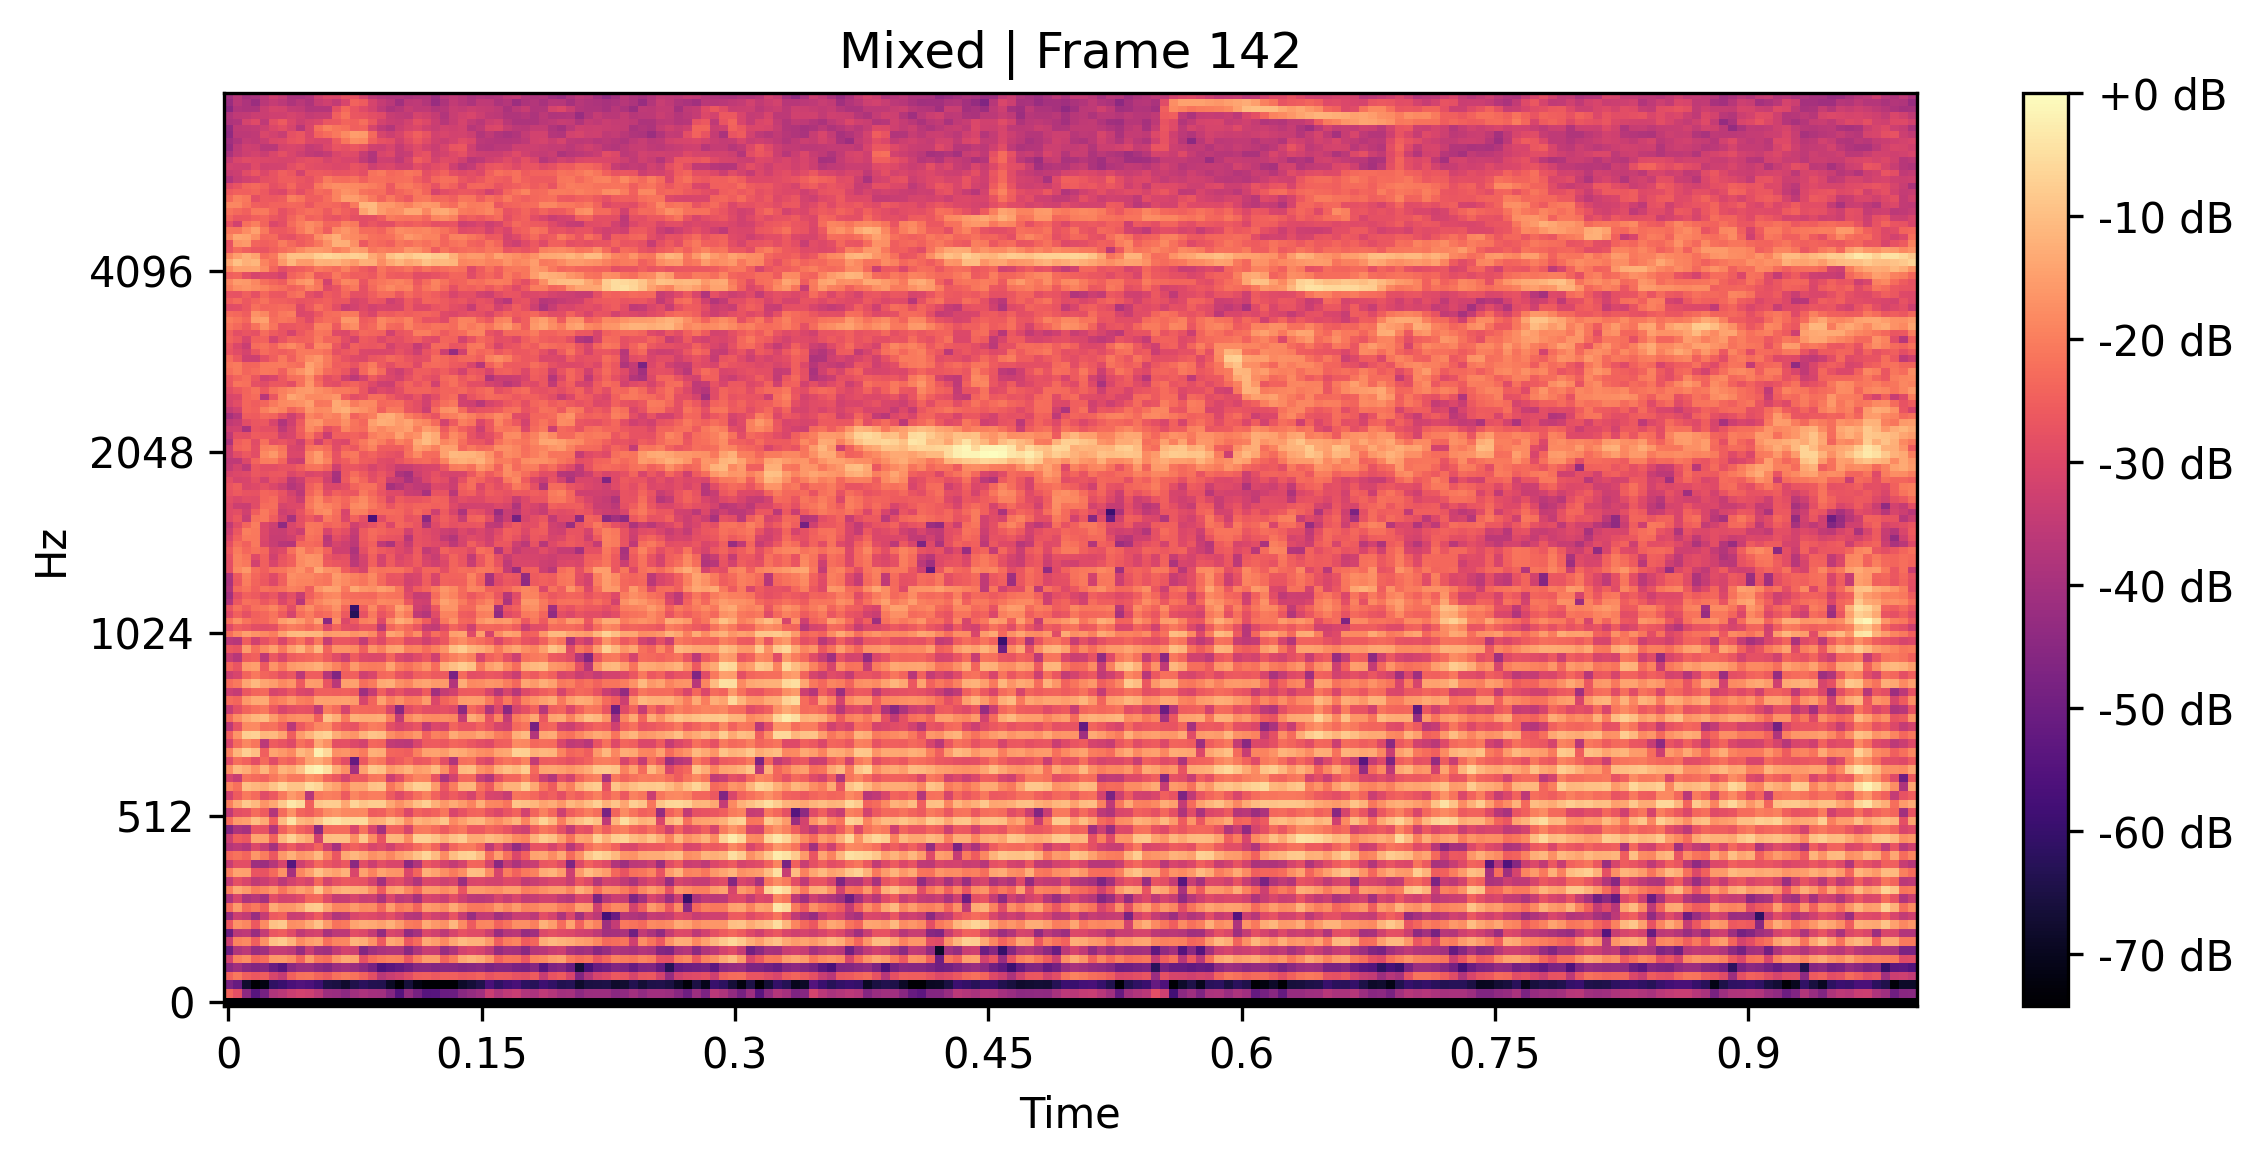 Mixed | Frame 142
+0 dB
-10 dB
-20 dB
-30 dB
-40 dB
-50 dB
-60 dB
-70 dB
Hz
4096
2048
1024
512
0
0 0.15 0.3 0.45 0.6 0.75 0.9
Time